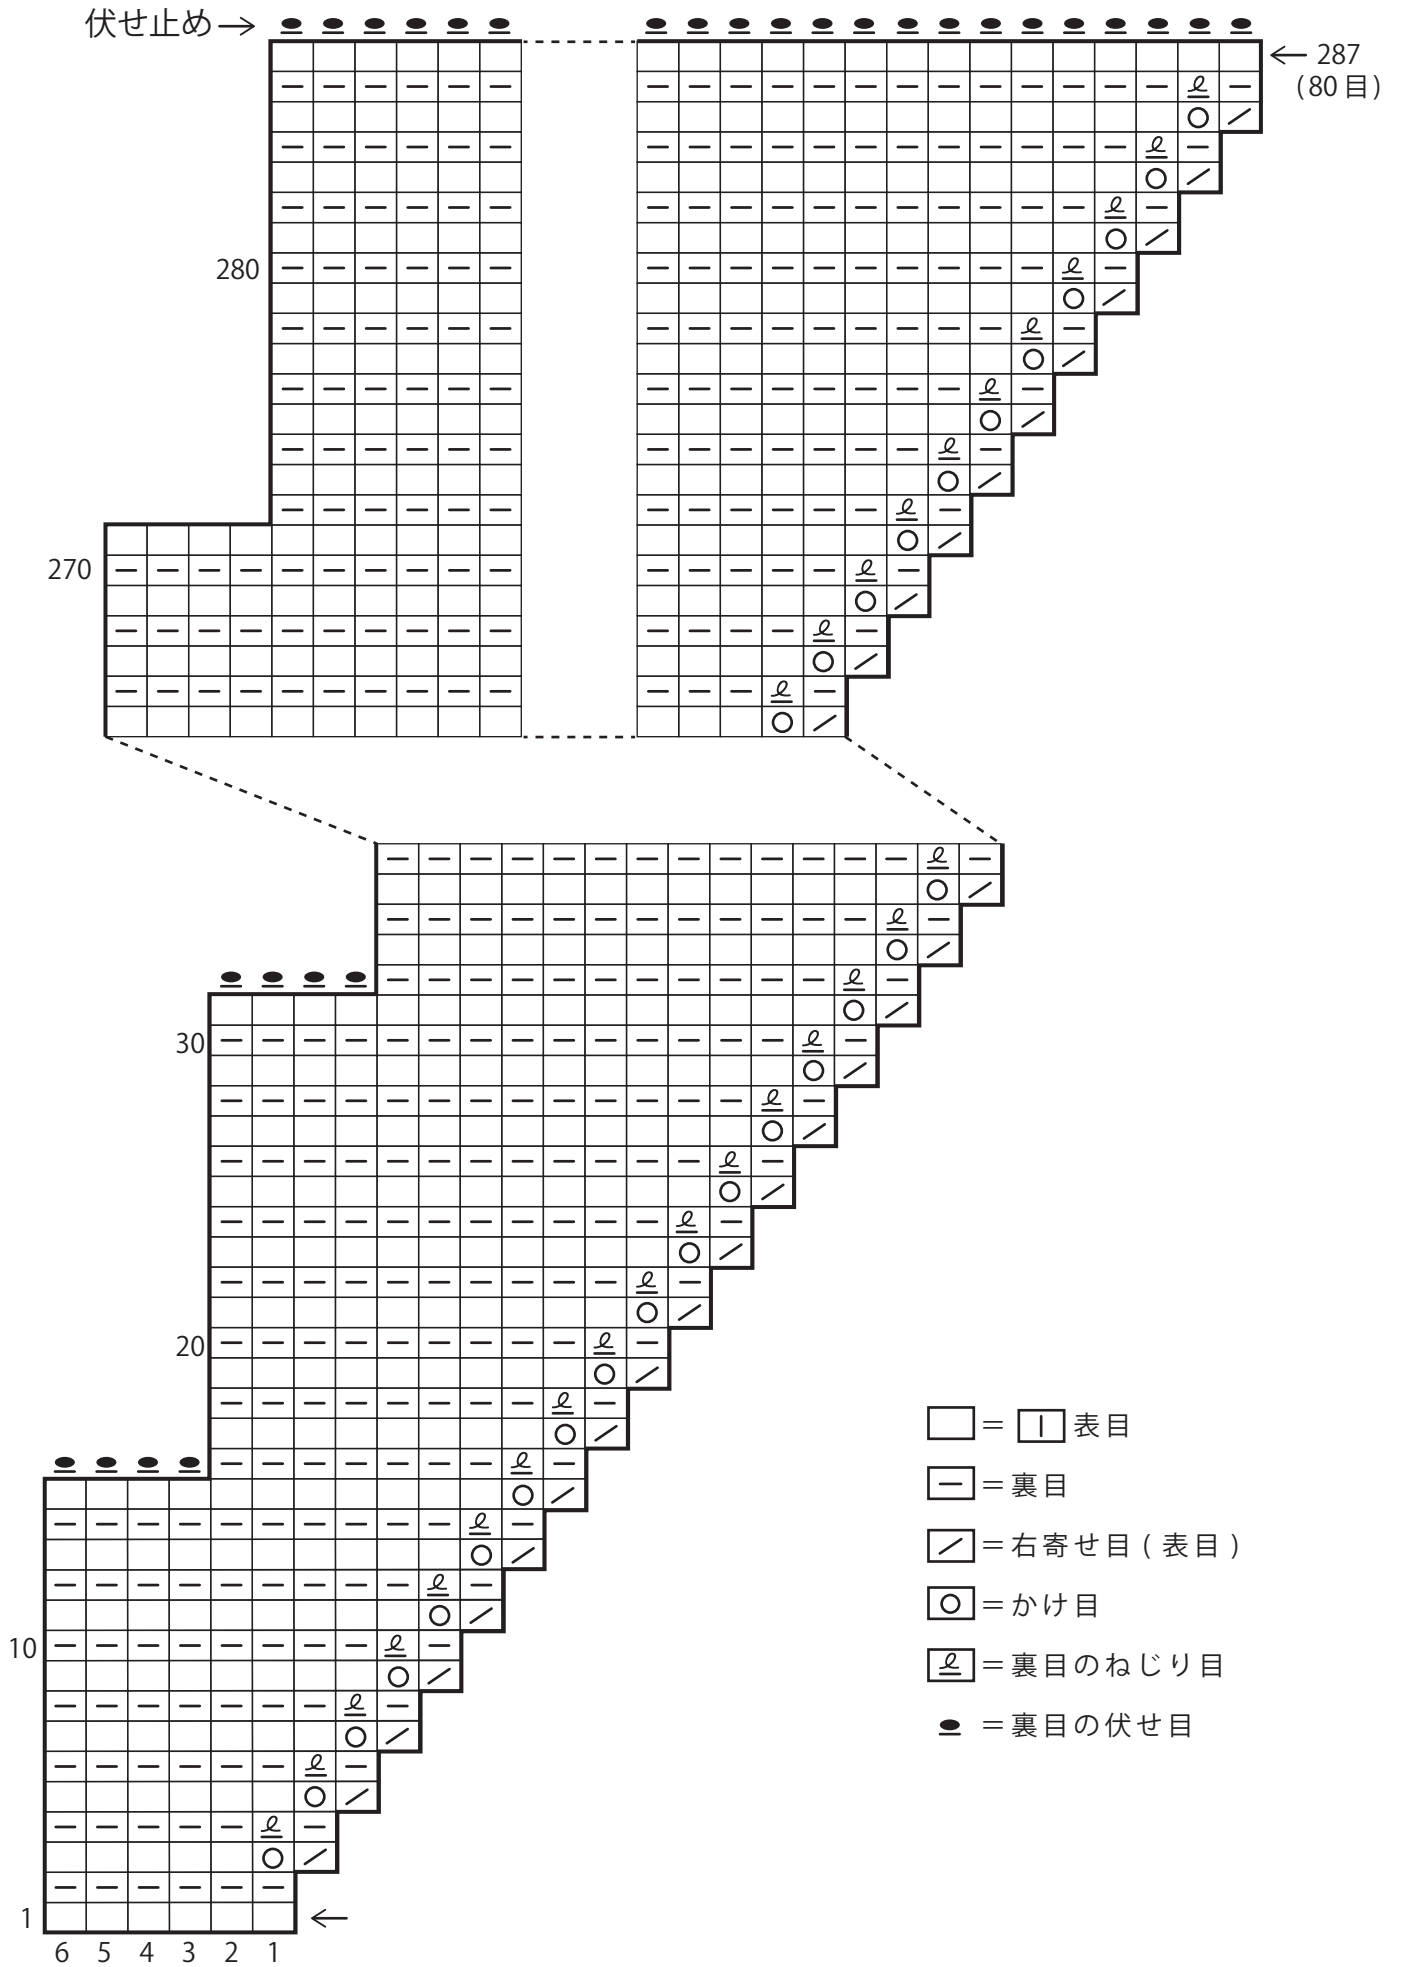 伏せ止め→
←287
(80目)
280
270
30
20
10
1 ←
6 5 4 3 2 1
□=｜表目
―=裏目
／=右寄せ目(表目)
○=かけ目
ℓ=裏目のねじり目
●=裏目の伏せ目